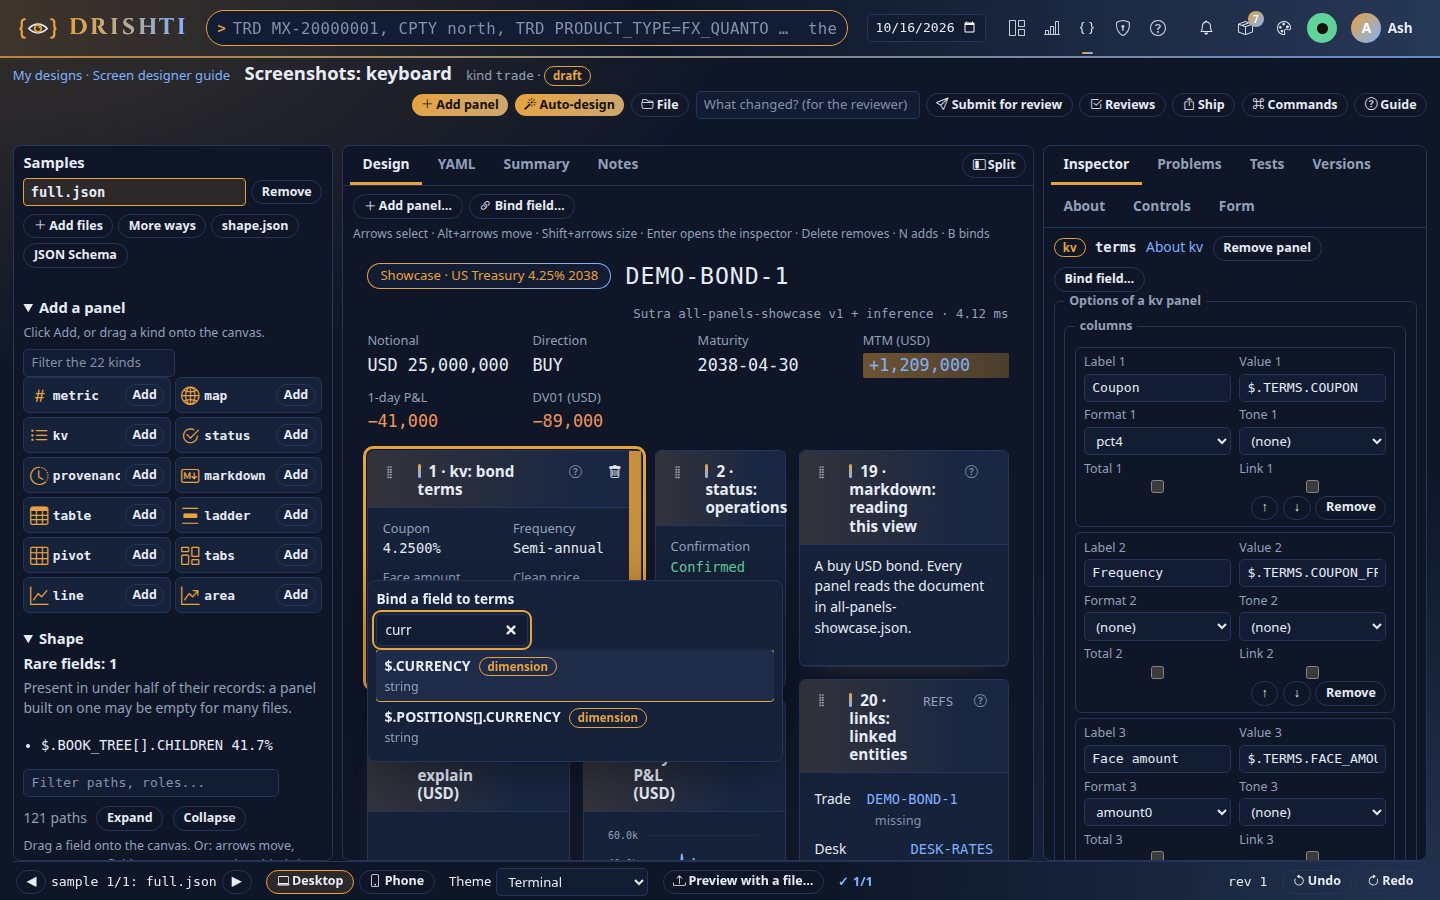 DRISHTI
> TRD MX-20000001, CPTY north, TRD PRODUCT_TYPE=FX_QUANTO … the
10/16/2026
7
A Ash
My designs · Screen designer guide
Screenshots: keyboard
kind trade · draft
Add panel
Auto-design
File
What changed? (for the reviewer)
Submit for review
Reviews
Ship
Commands
Guide
Samples
full.json
Remove
Add files
More ways
shape.json
JSON Schema
Add a panel
Click Add, or drag a kind onto the canvas.
Filter the 22 kinds
metric Add
map Add
kv Add
status Add
provenanc Add
markdown Add
table Add
ladder Add
pivot Add
tabs Add
line Add
area Add
Shape
Rare fields: 1
Present in under half of their records: a panel
built on one may be empty for many files.
• $.BOOK_TREE[].CHILDREN 41.7%
Filter paths, roles...
121 paths
Expand
Collapse
Drag a field onto the canvas. Or: arrows move,
Design
YAML
Summary
Notes
Split
Add panel...
Bind field...
Arrows select · Alt+arrows move · Shift+arrows size · Enter opens the inspector · Delete removes · N adds · B binds
Showcase · US Treasury 4.25% 2038
DEMO-BOND-1
Sutra all-panels-showcase v1 + inference · 4.12 ms
Notional
Direction
Maturity
MTM (USD)
USD 25,000,000
BUY
2038-04-30
+1,209,000
1-day P&L
DV01 (USD)
−41,000
−89,000
1 · kv: bond
terms
Coupon
Frequency
4.2500%
Semi-annual
Face amount
Clean price
2 ·
status:
operations
Confirmation
Confirmed
19 ·
markdown:
reading
this view
A buy USD bond. Every
panel reads the document
in all-panels-
showcase.json.
Bind a field to terms
curr
$.CURRENCY dimension
string
$.POSITIONS[].CURRENCY dimension
string
explain
(USD)
P&L
(USD)
60.0k
20 ·
links:
linked
entities
REFS
Trade
DEMO-BOND-1
missing
Desk
DESK-RATES
Inspector
Problems
Tests
Versions
About
Controls
Form
kv terms About kv
Remove panel
Bind field...
Options of a kv panel
columns
Label 1
Value 1
Coupon
$.TERMS.COUPON
Format 1
Tone 1
pct4
(none)
Total 1
Link 1
↑ ↓ Remove
Label 2
Value 2
Frequency
$.TERMS.COUPON_FF
Format 2
Tone 2
(none)
(none)
Total 2
Link 2
↑ ↓ Remove
Label 3
Value 3
Face amount
$.TERMS.FACE_AMOU
Format 3
Tone 3
amount0
(none)
Total 3
Link 3
◀ sample 1/1: full.json ▶
Desktop
Phone
Theme
Terminal
Preview with a file...
✓ 1/1
rev 1
Undo
Redo